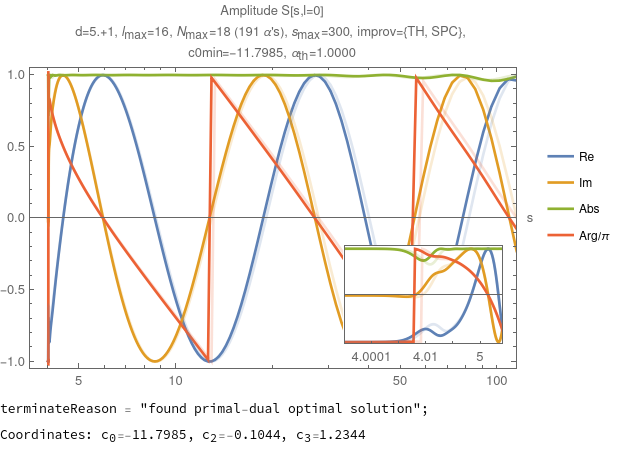 Amplitude S[s,l=0]
d=5.+1, lmax=16, Nmax=18 (191 α's), smax=300, improv={TH, SPC},
c0min=−11.7985, αth=1.0000
1.0
0.5
0.0
−0.5
−1.0
s
Re
Im
Abs
Arg/π
4.0001 4.01 5
5 10 50 100
terminateReason = "found primal-dual optimal solution";
Coordinates: c0=−11.7985, c2=−0.1044, c3=1.2344